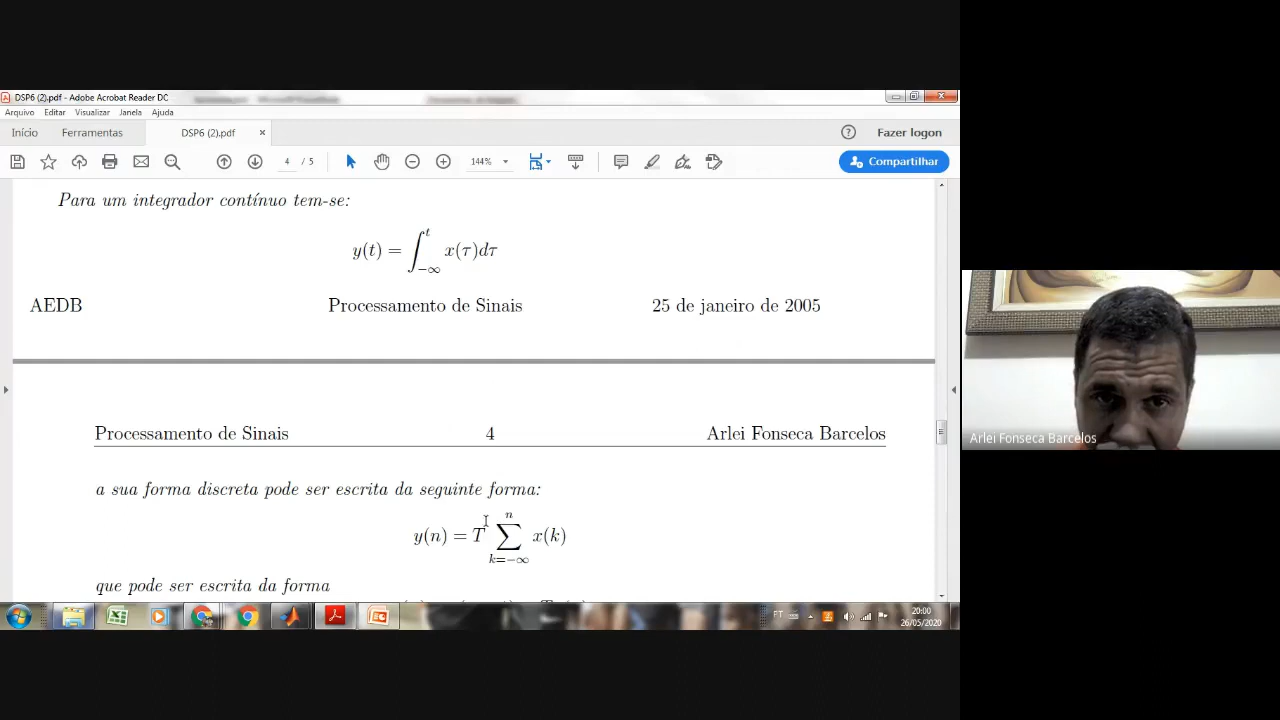 DSP6 (2).pdf - Adobe Acrobat Reader DC
Arquivo Editar Visualizar Janela Ajuda
Início Ferramentas DSP6 (2).pdf × Fazer logon
4 / 5 144% Compartilhar
Para um integrador contínuo tem-se:
y(t) = ∫_{-∞}^{t} x(τ)dτ
AEDB Processamento de Sinais 25 de janeiro de 2005
Processamento de Sinais 4 Arlei Fonseca Barcelos
a sua forma discreta pode ser escrita da seguinte forma:
y(n) = T ∑_{k=-∞}^{n} x(k)
que pode ser escrita da forma
PT 20:00
26/05/2020
Arlei Fonseca Barcelos